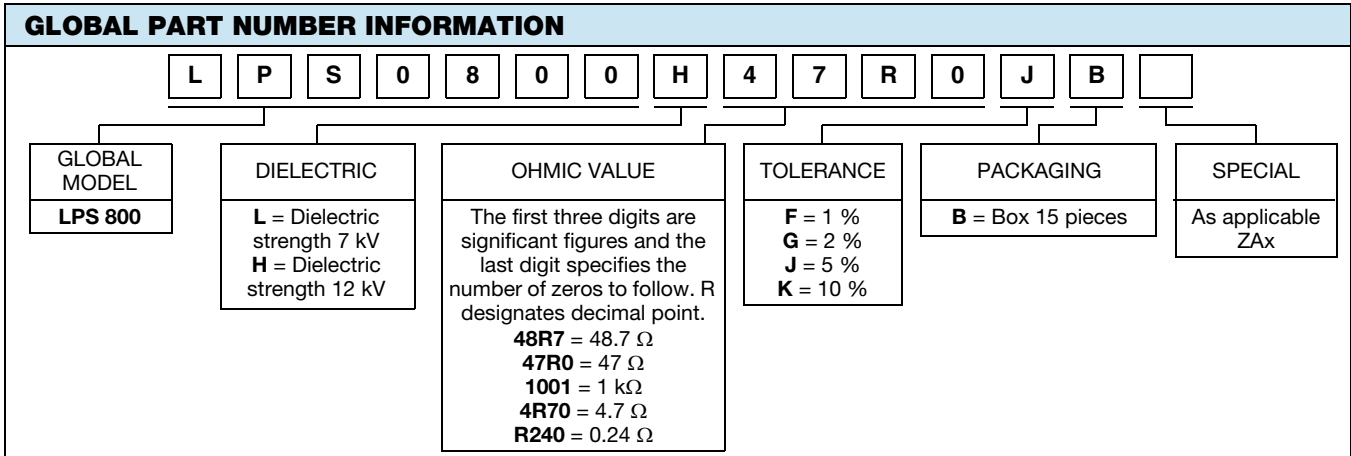 GLOBAL PART NUMBER INFORMATION
L P S 0 8 0 0 H 4 7 R 0 J B
GLOBAL
MODEL
LPS 800
DIELECTRIC
L = Dielectric
strength 7 kV
H = Dielectric
strength 12 kV
OHMIC VALUE
The first three digits are
significant figures and the
last digit specifies the
number of zeros to follow. R
designates decimal point.
48R7 = 48.7 Ω
47R0 = 47 Ω
1001 = 1 kΩ
4R70 = 4.7 Ω
R240 = 0.24 Ω
TOLERANCE
F = 1 %
G = 2 %
J = 5 %
K = 10 %
PACKAGING
B = Box 15 pieces
SPECIAL
As applicable
ZAx